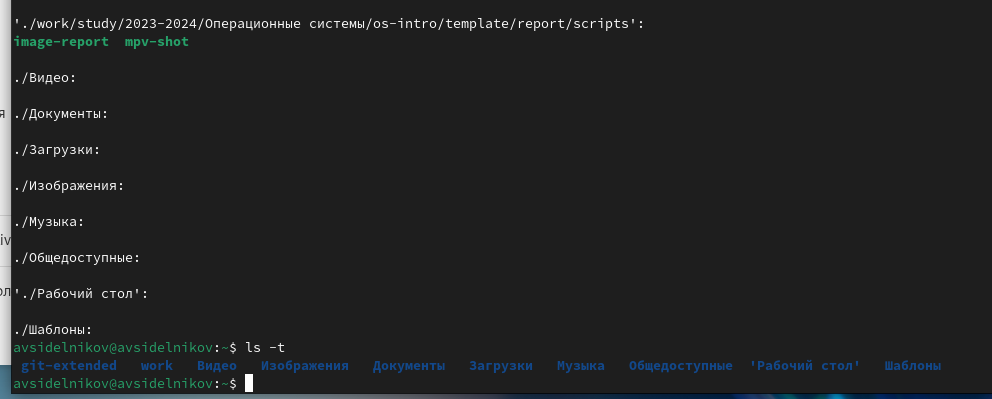 './work/study/2023-2024/Операционные системы/os-intro/template/report/scripts':
image-report  mpv-shot
./Видео:
./Документы:
./Загрузки:
./Изображения:
./Музыка:
./Общедоступные:
'./Рабочий стол':
./Шаблоны:
avsidelnikov@avsidelnikov:~$ ls -t
git-extended  work  Видео  Изображения  Документы  Загрузки  Музыка  Общедоступные  'Рабочий стол'  Шаблоны
avsidelnikov@avsidelnikov:~$